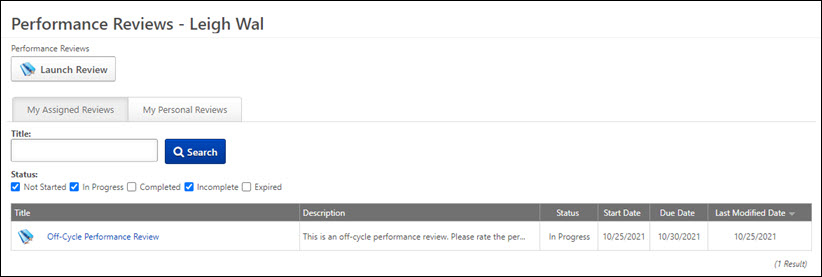 Performance Reviews - Leigh Wal
Performance Reviews
Launch Review
My Assigned Reviews My Personal Reviews
Title:
Search
Status:
Not Started In Progress Completed Incomplete Expired
Title Description Status Start Date Due Date Last Modified Date
Off-Cycle Performance Review This is an off-cycle performance review. Please rate the per... In Progress 10/25/2021 10/30/2021 10/25/2021
(1 Result)